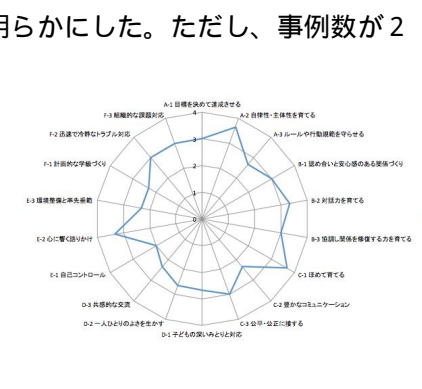 明らかにした。ただし、事例数が2
A-1 目標を決めて達成させる
F-3 組織的な課題対応
A-2 自律性・主体性を育てる
F-2 迅速で冷静なトラブル対応
A-3 ルールや行動規範を守らせる
F-1 計画的な学級づくり
B-1 認め合いと安心感のある関係づくり
E-3 環境整備と率先垂範
B-2 対話力を育てる
E-2 心に響く語りかけ
B-3 協調し関係を修復する力を育てる
E-1 自己コントロール
C-1 ほめて育てる
D-3 共感的な交流
C-2 豊かなコミュニケーション
D-2 一人ひとりのよさを生かす
C-3 公平・公正に接する
D-1 子どもの深いみとりと対応
4
3
2
1
0